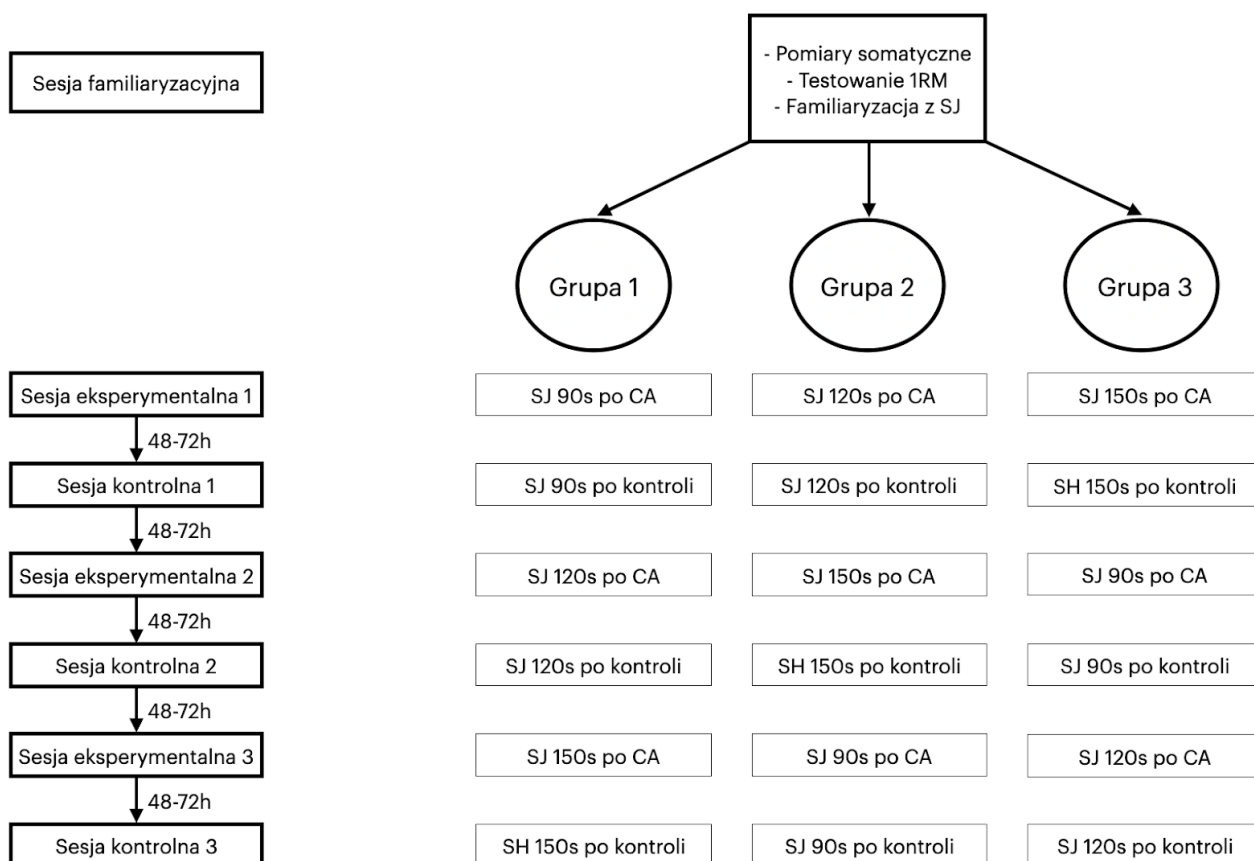 Sesja familiaryzacyjna
- Pomiary somatyczne
- Testowanie 1RM
- Familiaryzacja z SJ
Grupa 1
Grupa 2
Grupa 3
Sesja eksperymentalna 1
SJ 90s po CA
SJ 120s po CA
SJ 150s po CA
48-72h
Sesja kontrolna 1
SJ 90s po kontroli
SJ 120s po kontroli
SH 150s po kontroli
48-72h
Sesja eksperymentalna 2
SJ 120s po CA
SJ 150s po CA
SJ 90s po CA
48-72h
Sesja kontrolna 2
SJ 120s po kontroli
SH 150s po kontroli
SJ 90s po kontroli
48-72h
Sesja eksperymentalna 3
SJ 150s po CA
SJ 90s po CA
SJ 120s po CA
48-72h
Sesja kontrolna 3
SH 150s po kontroli
SJ 90s po kontroli
SJ 120s po kontroli